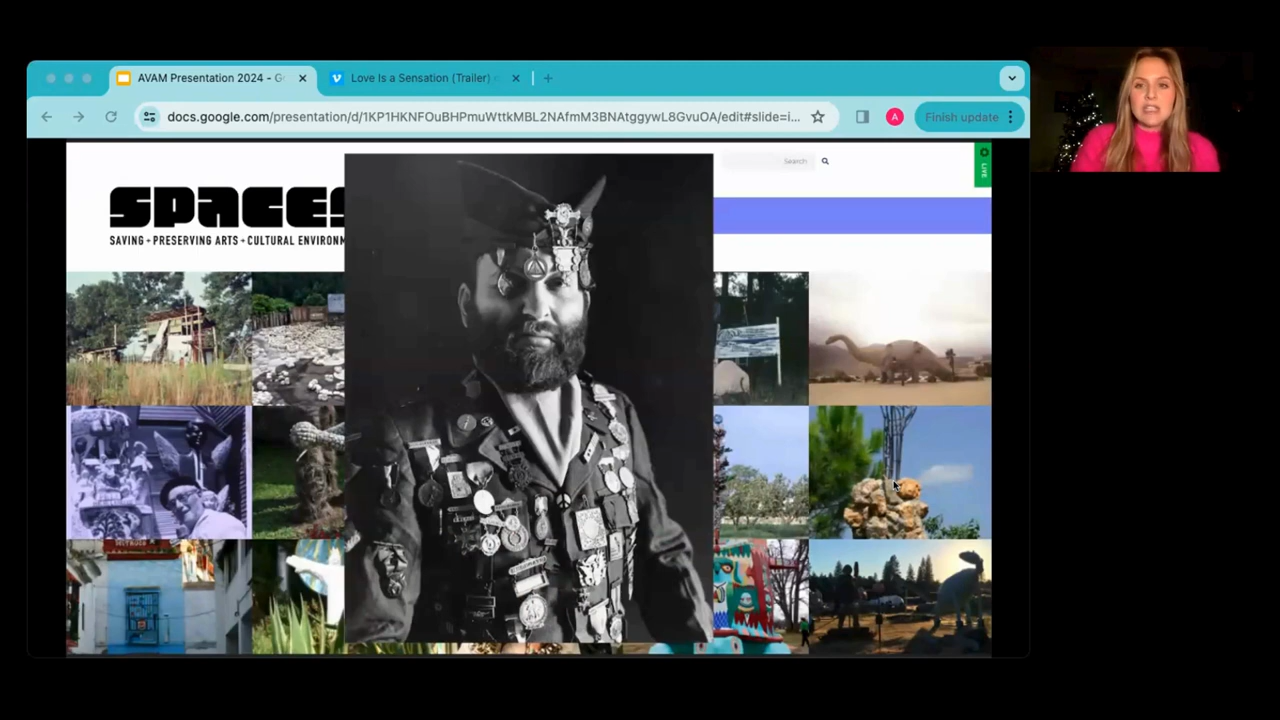 AVAM Presentation 2024 - G
Love Is a Sensation (Trailer)
docs.google.com/presentation/d/1KP1HKNFOuBHPmuWttkMBL2NAfmM3BNAtggywL8GvuOA/edit#slide=i...
A
Finish update
Search
LIVE
SPACES
SAVING + PRESERVING ARTS + CULTURAL ENVIRONM